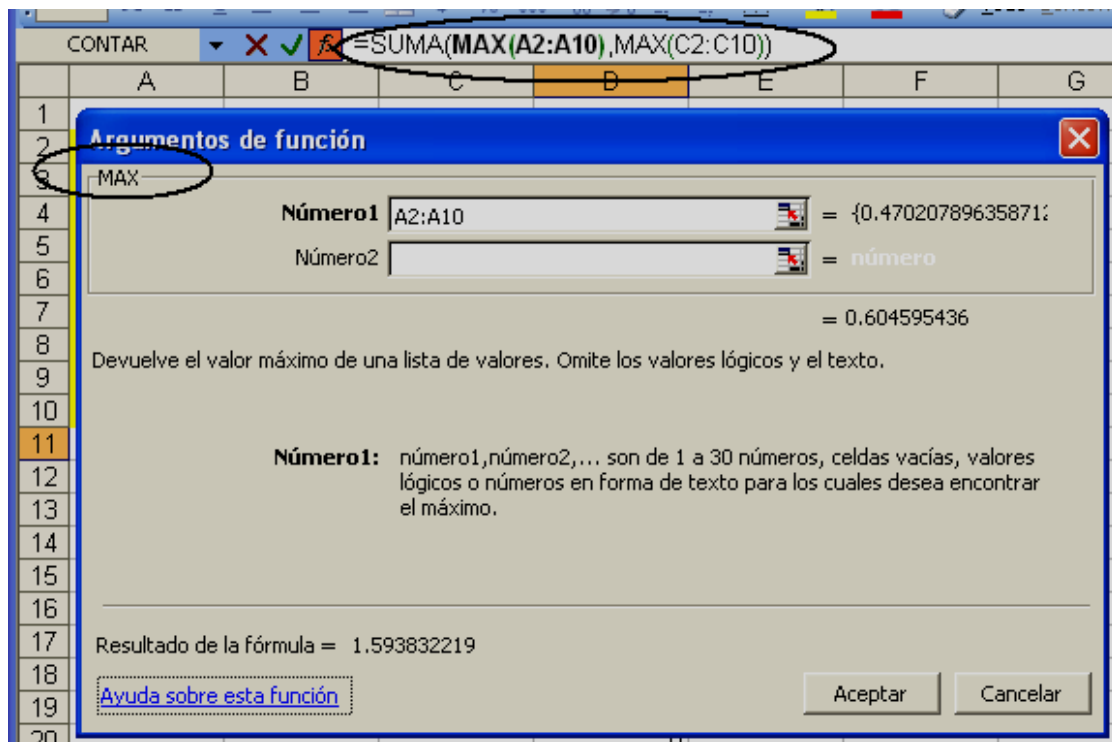 CONTAR =SUMA(MAX(A2:A10),MAX(C2:C10))
A B C D E F G
1
2
Argumentos de función
3
MAX
4
Número1 A2:A10 = {0.470207896358712
5
Número2 = número
6
7
= 0.604595436
8
Devuelve el valor máximo de una lista de valores. Omite los valores lógicos y el texto.
9
10
11
Número1: número1,número2,... son de 1 a 30 números, celdas vacías, valores
12
lógicos o números en forma de texto para los cuales desea encontrar
13
el máximo.
14
15
16
17
Resultado de la fórmula = 1.593832219
18
Ayuda sobre esta función Aceptar Cancelar
19
20